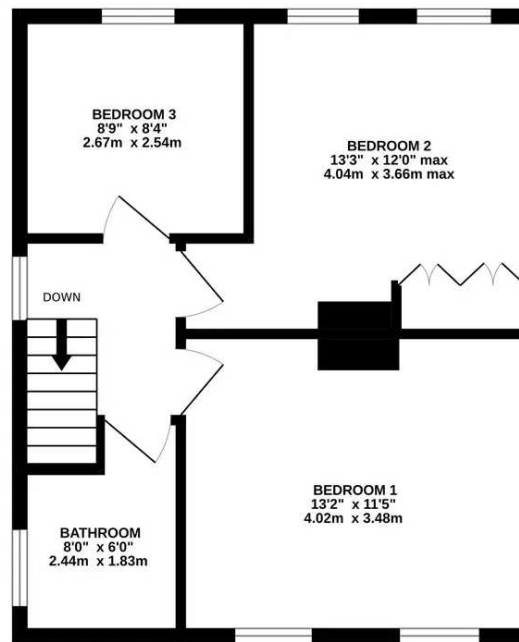 BEDROOM 3
8'9" x 8'4"
2.67m x 2.54m
BEDROOM 2
13'3" x 12'0" max
4.04m x 3.66m max
DOWN
BEDROOM 1
13'2" x 11'5"
4.02m x 3.48m
BATHROOM
8'0" x 6'0"
2.44m x 1.83m